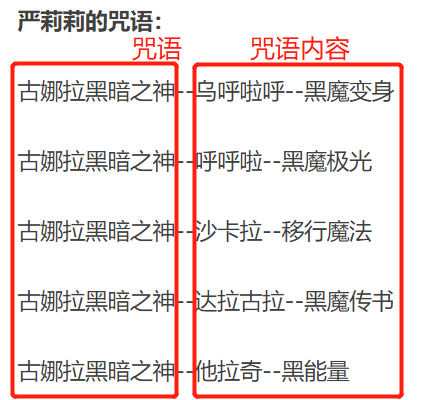 严莉莉的咒语：
咒语 咒语内容
古娜拉黑暗之神--乌呼啦呼--黑魔变身
古娜拉黑暗之神--呼呼啦--黑魔极光
古娜拉黑暗之神--沙卡拉--移行魔法
古娜拉黑暗之神--达拉古拉--黑魔传书
古娜拉黑暗之神--他拉奇--黑能量